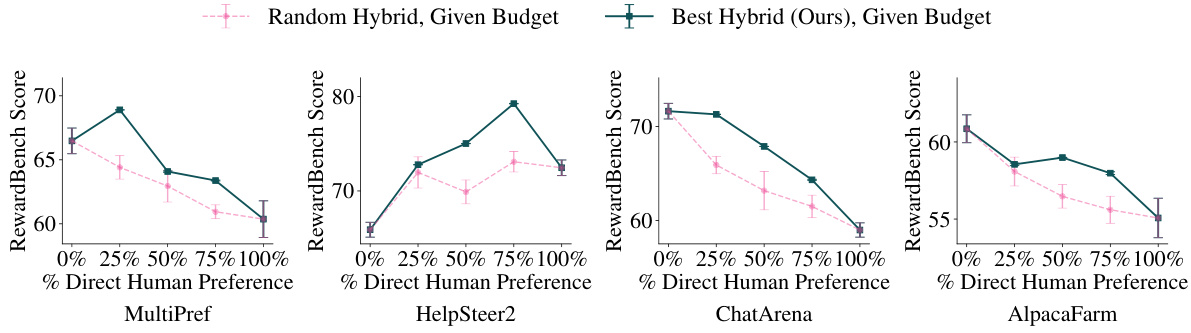 Random Hybrid, Given Budget
Best Hybrid (Ours), Given Budget
RewardBench Score
70
65
60
0% 25% 50% 75% 100%
% Direct Human Preference
MultiPref
RewardBench Score
80
70
0% 25% 50% 75% 100%
% Direct Human Preference
HelpSteer2
RewardBench Score
70
60
0% 25% 50% 75% 100%
% Direct Human Preference
ChatArena
RewardBench Score
60
55
0% 25% 50% 75% 100%
% Direct Human Preference
AlpacaFarm